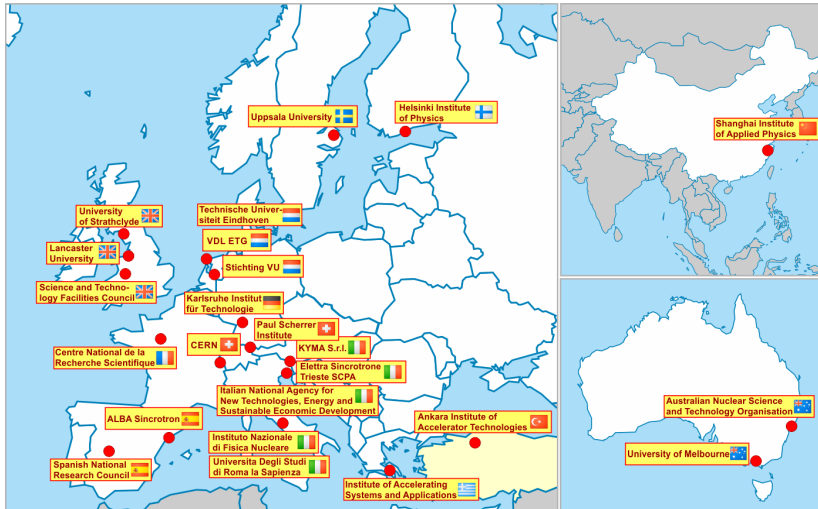 Uppsala University
Helsinki Institute
of Physics
Shanghai Institute
of Applied Physics
University
of Strathclyde
Technische Univer-
siteit Eindhoven
Lancaster
University
VDL ETG
Stichting VU
Science and Techno-
logy Facilities Council
Karlsruhe Institut
für Technologie
Paul Scherrer
Institute
CERN
KYMA S.r.l.
Centre National de la
Recherche Scientifique
Elettra Sincrotrone
Trieste SCPA
Italian National Agency for
New Technologies, Energy and
Sustainable Economic Development
ALBA Sincrotron
Ankara Institute of
Accelerator Technologies
Instituto Nazionale
di Fisica Nucleare
Spanish National
Research Council
Universita Degli Studi
di Roma la Sapienza
Institute of Accelerating
Systems and Applications
Australian Nuclear Science
and Technology Organisation
University of Melbourne